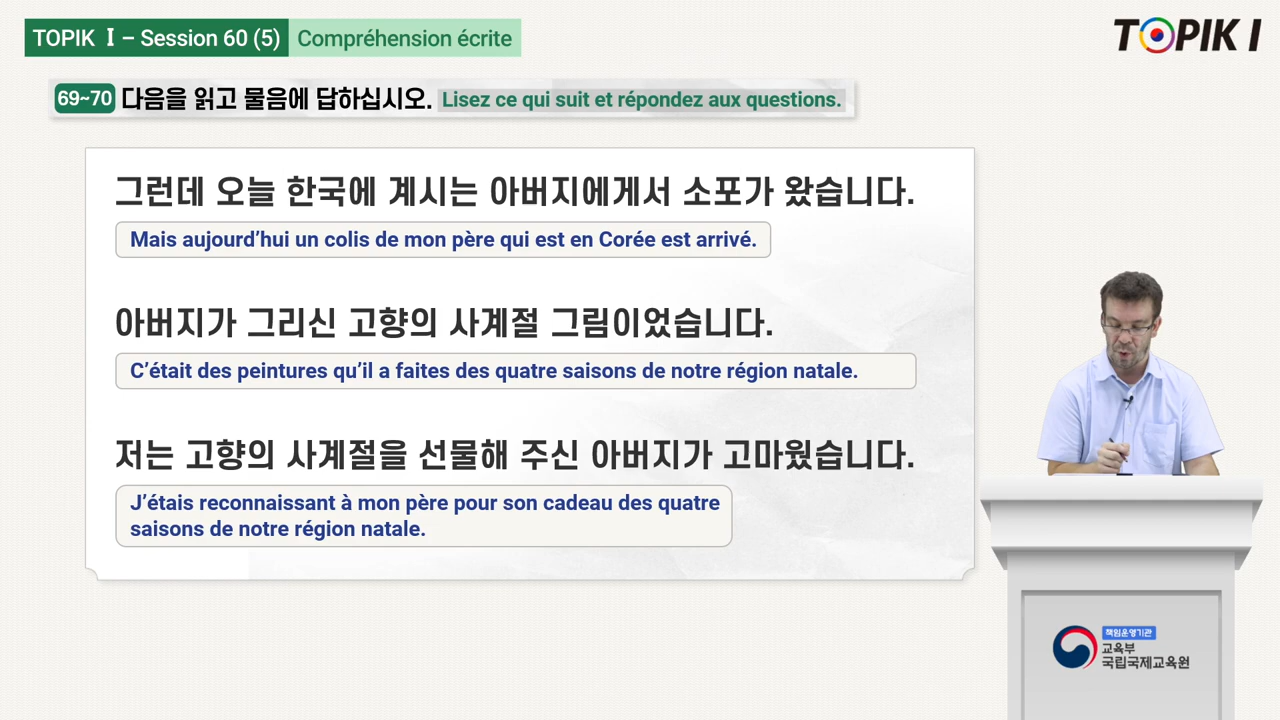 TOPIK Ⅰ – Session 60 (5) Compréhension écrite
TOPIK I
69~70 다음을 읽고 물음에 답하십시오. Lisez ce qui suit et répondez aux questions.
그런데 오늘 한국에 계시는 아버지에게서 소포가 왔습니다.
Mais aujourd’hui un colis de mon père qui est en Corée est arrivé.
아버지가 그리신 고향의 사계절 그림이었습니다.
C’était des peintures qu’il a faites des quatre saisons de notre région natale.
저는 고향의 사계절을 선물해 주신 아버지가 고마웠습니다.
J’étais reconnaissant à mon père pour son cadeau des quatre
saisons de notre région natale.
책임운영기관
교육부
국립국제교육원